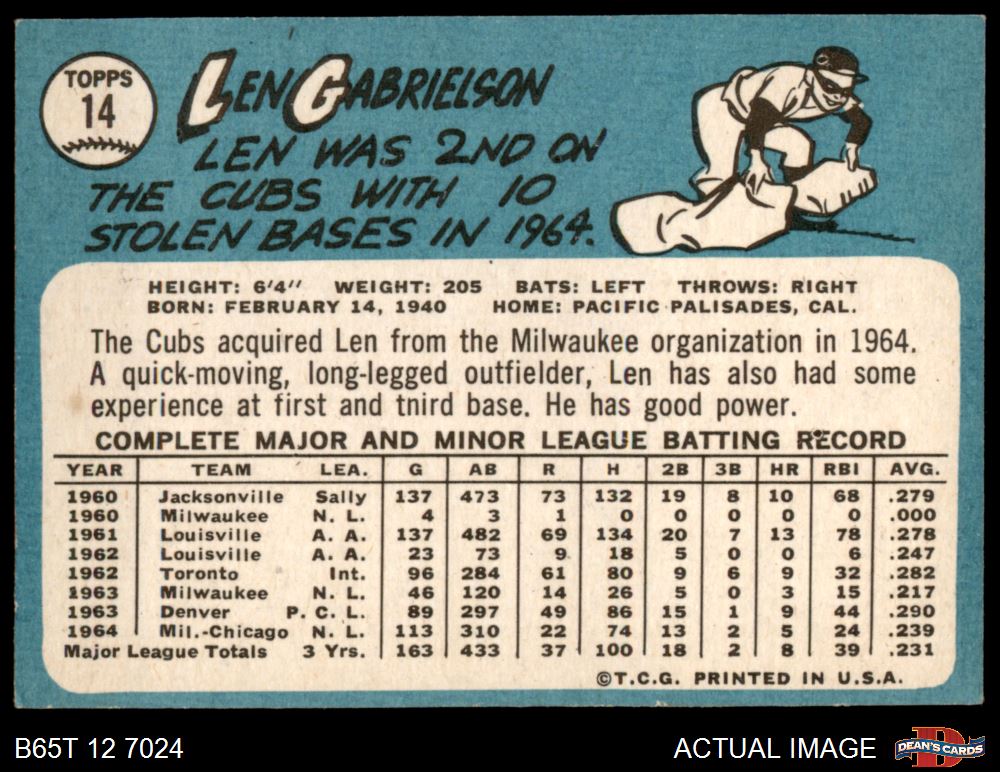 TOPPS
14
LEN GABRIELSON
LEN WAS 2ND ON
THE CUBS WITH 10
STOLEN BASES IN 1964.
HEIGHT: 6'4" WEIGHT: 205 BATS: LEFT THROWS: RIGHT
BORN: FEBRUARY 14, 1940 HOME: PACIFIC PALISADES, CAL.
The Cubs acquired Len from the Milwaukee organization in 1964.
A quick-moving, long-legged outfielder, Len has also had some
experience at first and tnird base. He has good power.
COMPLETE MAJOR AND MINOR LEAGUE BATTING RECORD
YEAR TEAM LEA. G AB R H 2B 3B HR RBI AVG.
1960 Jacksonville Sally 137 473 73 132 19 8 10 68 .279
1960 Milwaukee N. L. 4 3 1 0 0 0 0 0 .000
1961 Louisville A. A. 137 482 69 134 20 7 13 78 .278
1962 Louisville A. A. 23 73 9 18 5 0 0 6 .247
1962 Toronto Int. 96 284 61 80 9 6 9 32 .282
1963 Milwaukee N. L. 46 120 14 26 5 0 3 15 .217
1963 Denver P. C. L. 89 297 49 86 15 1 9 44 .290
1964 Mil.-Chicago N. L. 113 310 22 74 13 2 5 24 .239
Major League Totals 3 Yrs. 163 433 37 100 18 2 8 39 .231
©T.C.G. PRINTED IN U.S.A.
B65T 12 7024 ACTUAL IMAGE DEAN'S CARDS